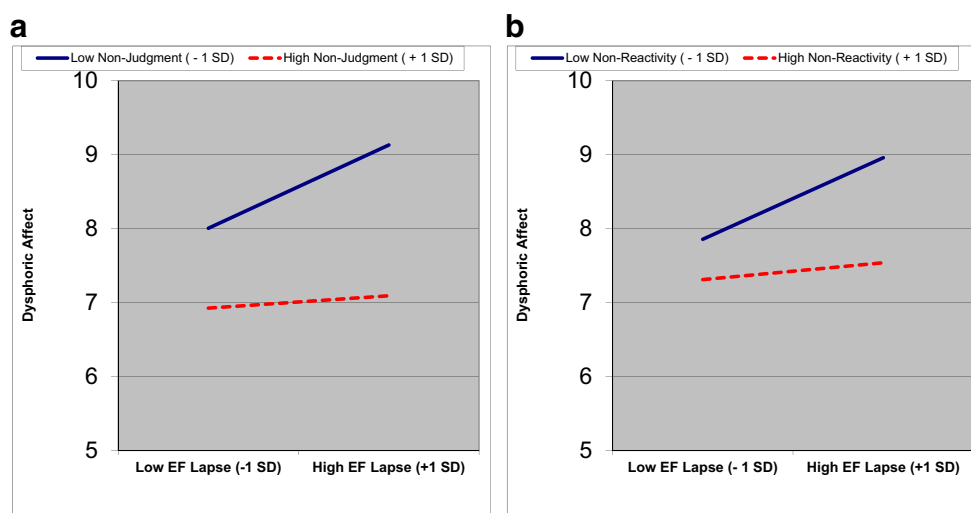 a
Low Non-Judgment ( - 1 SD) High Non-Judgment ( + 1 SD)
10
9
8
7
6
5
Dysphoric Affect
Low EF Lapse (-1 SD) High EF Lapse (+1 SD)
b
Low Non-Reactivity (- 1 SD) High Non-Reactivity ( + 1 SD)
10
9
8
7
6
5
Dysphoric Affect
Low EF Lapse (- 1 SD) High EF Lapse (+1 SD)